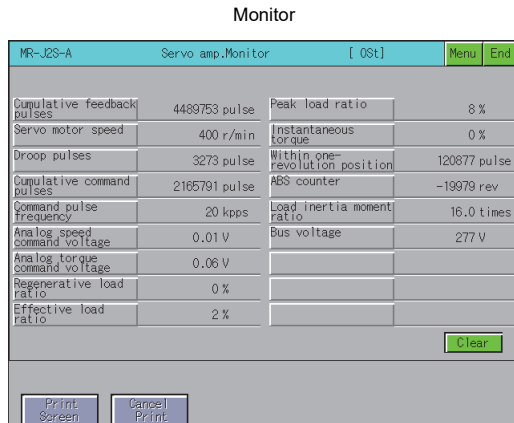 Monitor
MR-J2S-A Servo amp.Monitor [ OSt] Menu End
Cumulative feedback
pulses
4489753 pulse
Peak load ratio
8 %
Servo motor speed
400 r/min
Instantaneous
torque
0 %
Droop pulses
3273 pulse
Within one-
revolution position
120877 pulse
Cumulative command
pulses
2165791 pulse
ABS counter
-19979 rev
Command pulse
frequency
20 kpps
Load inertia moment
ratio
16.0 times
Analog speed
command voltage
0.01 V
Bus voltage
277 V
Analog torque
command voltage
0.06 V
Regenerative load
ratio
0 %
Effective load
ratio
2 %
Clear
Print
Screen
Cancel
Print